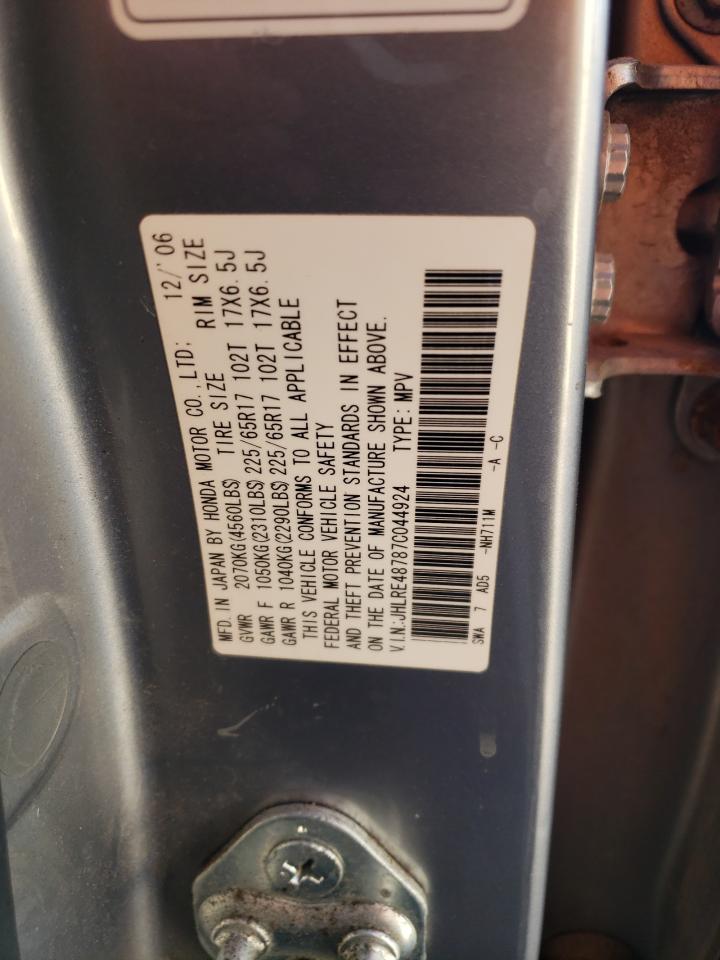 MFD. IN JAPAN BY HONDA MOTOR CO., LTD; 12/'06
GVWR 2070KG(4560LBS) TIRE SIZE RIM SIZE
GAWR F 1050KG(2310LBS) 225/65R17 102T 17X6.5J
GAWR R 1040KG(2290LBS) 225/65R17 102T 17X6.5J
THIS VEHICLE CONFORMS TO ALL APPLICABLE
FEDERAL MOTOR VEHICLE SAFETY
AND THEFT PREVENTION STANDARDS IN EFFECT
ON THE DATE OF MANUFACTURE SHOWN ABOVE.
V.I.N:JHLRE48787C044924 TYPE:MPV
SWA 7 AD5 -NH711M -A -C